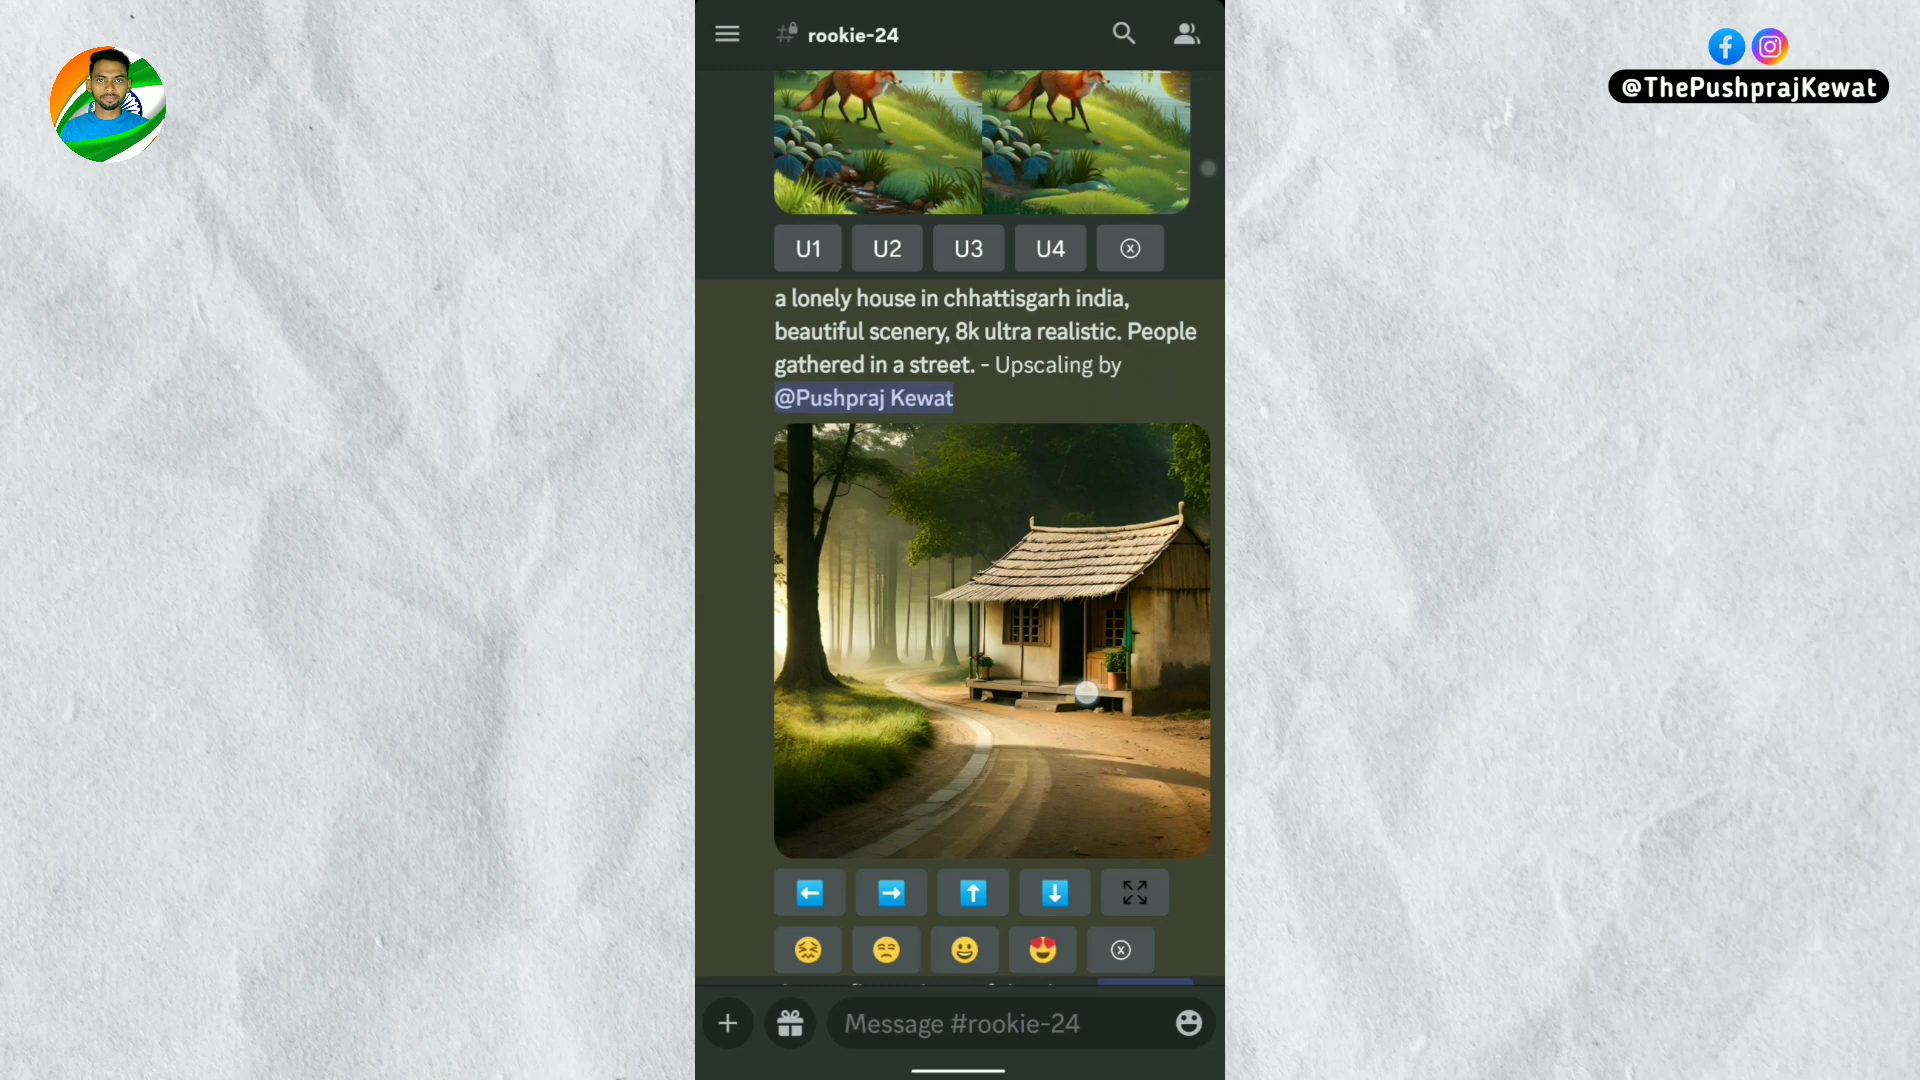 rookie-24
@ThePushprajKewat
U1 U2 U3 U4
a lonely house in chhattisgarh india,
beautiful scenery, 8k ultra realistic. People
gathered in a street. - Upscaling by
@Pushpraj Kewat
Message #rookie-24